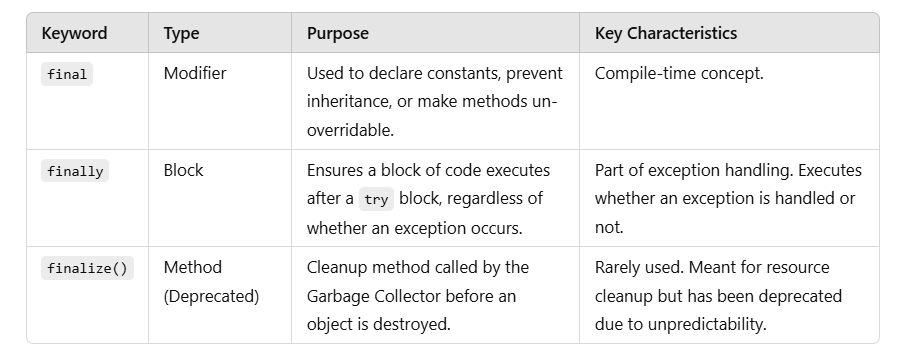 Keyword Type Purpose Key Characteristics
final Modifier Used to declare constants, prevent Compile-time concept.
inheritance, or make methods un-
overridable.
finally Block Ensures a block of code executes Part of exception handling. Executes
after a try block, regardless of whether an exception is handled or
whether an exception occurs. not.
finalize() Method Cleanup method called by the Rarely used. Meant for resource
(Deprecated) Garbage Collector before an cleanup but has been deprecated
object is destroyed. due to unpredictability.